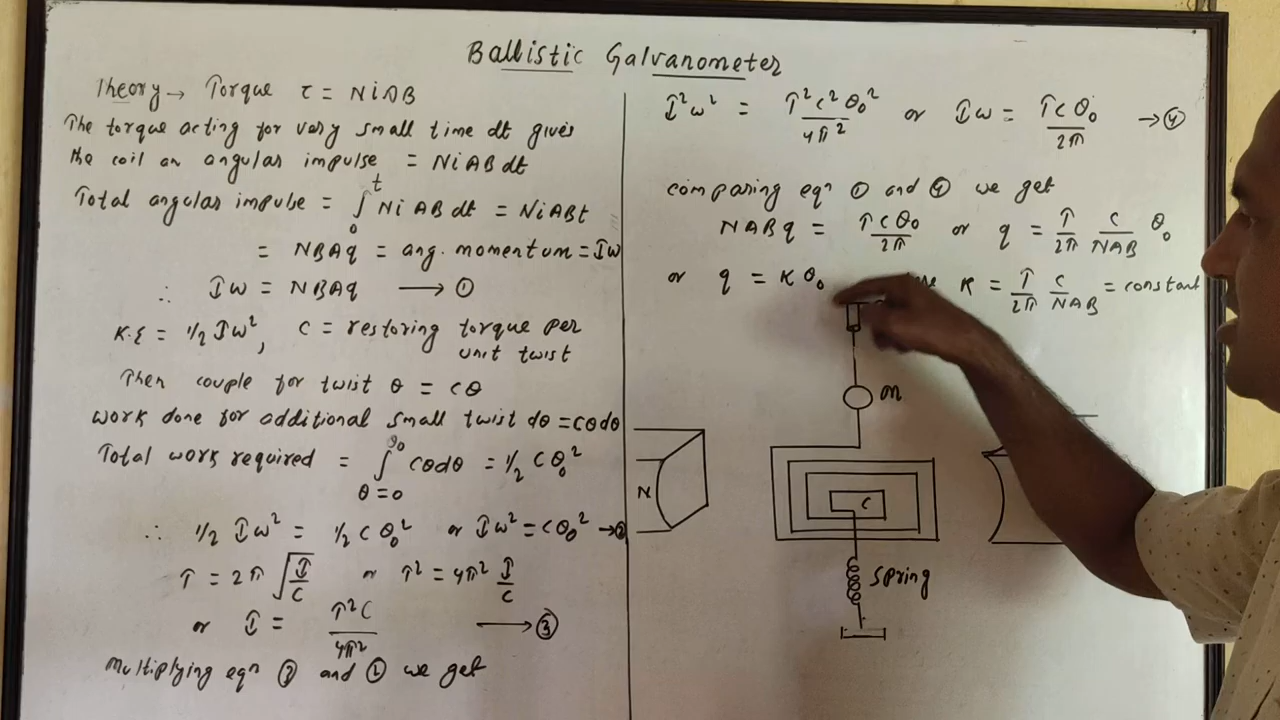 Ballistic Galvanometer
Theory → Torque τ = NiAB
The torque acting for very small time dt gives
the coil an angular impulse = NiABdt
Total angular impulse = ∫₀ᵗ NiABdt = NiABt
= NBAq = ang. momentum = Iω
∴ Iω = NBAq → ①
K.E = 1/2 Iω², C = restoring torque per
unit twist
Then couple for twist θ = cθ
work done for additional small twist dθ = cθdθ
Total work required = ∫_{θ=0}^{θ₀} cθdθ = 1/2 Cθ₀²
∴ 1/2 Iω² = 1/2 Cθ₀² or Iω² = Cθ₀² → ②
T = 2π √(I/C) or T² = 4π² I/C
or I = T²C/4π² → ③
Multiplying eqn ③ and ② we get
I²ω² = T²c²θ₀²/4π² or Iω = Tcθ₀/2π → ④
comparing eqn ① and ④ we get
NABq = Tcθ₀/2π or q = T/2π C/NAB θ₀
or q = Kθ₀ K = T/2π C/NAB = constant
m
N
C
Spring